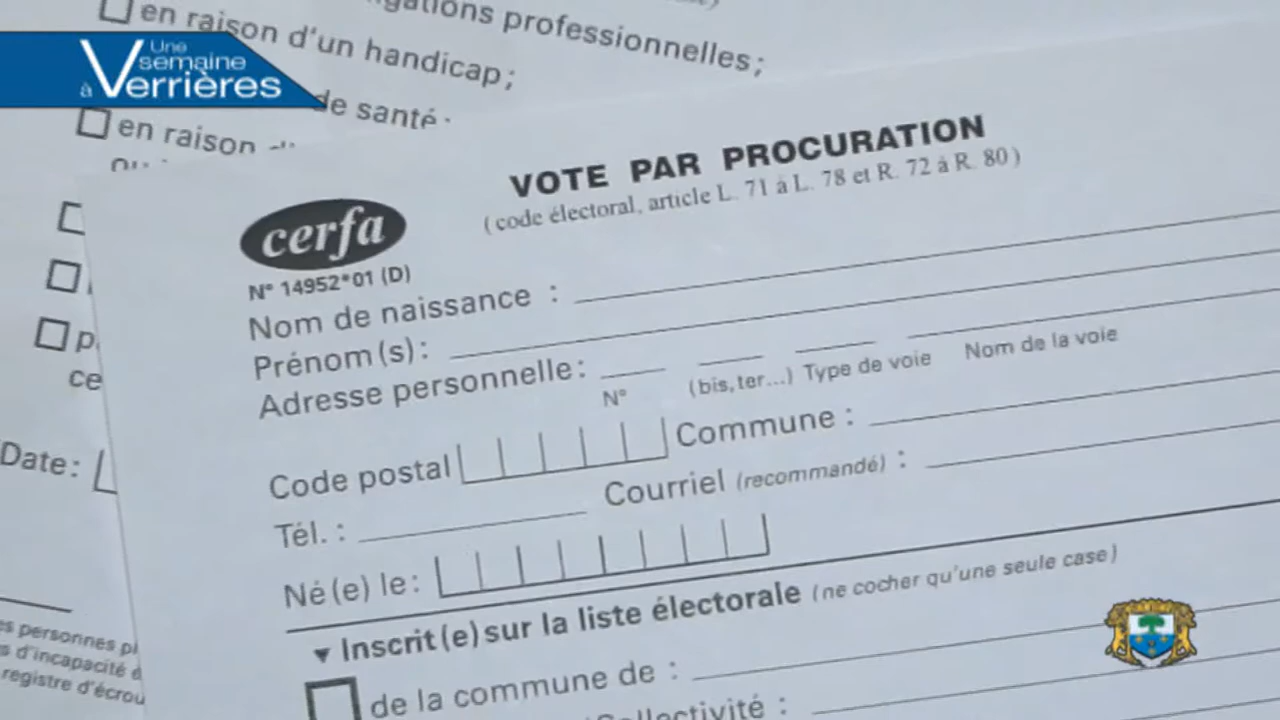 igations professionnelles;
en raison d'un handicap;
de santé
en raison
Une
semaine
à Verrières
VOTE PAR PROCURATION
(code électoral, article L. 71 à L. 78 et R. 72 à R. 80)
cerfa
N° 14952*01 (D)
Nom de naissance :
Prénom(s):
Adresse personnelle:
N° (bis, ter...) Type de voie Nom de la voie
Code postal Commune :
Tél. : Courriel (recommandé) :
Né(e) le:
▼ Inscrit(e) sur la liste électorale (ne cocher qu'une seule case)
de la commune de :
ollectivité :
p
ce
Date:
es personnes pl
s d'incapacité
registre d'écrou